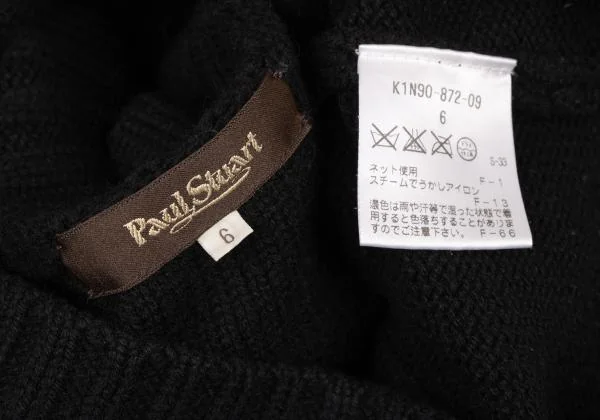 Paul Stuart
6
K1N90-872-09
6
S-33
ネット使用 F-1
スチームでうかしアイロン
F-13
濃色は雨や汗等で湿った状態で着
用すると色落ちすることがあり
ますのでご注意下さい。 F-66